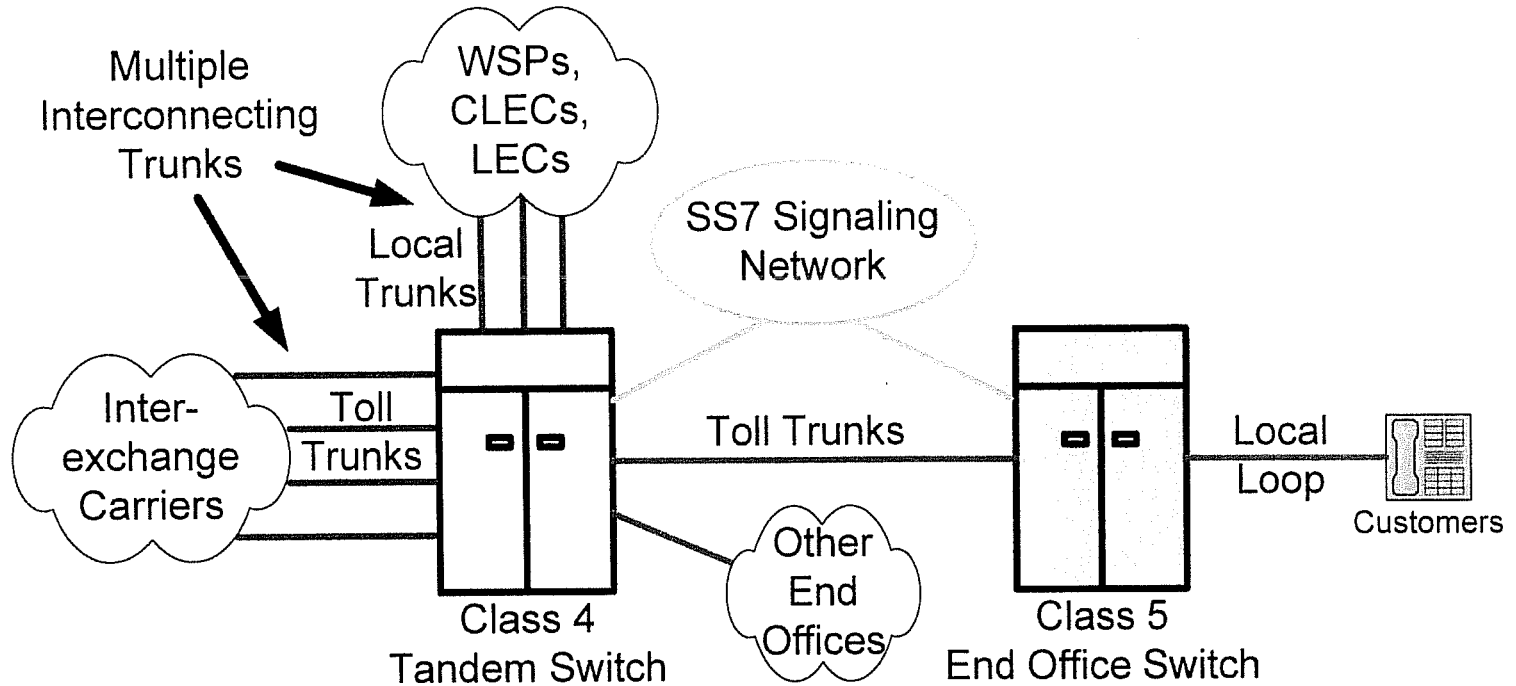 Multiple
Interconnecting
Trunks
WSPs,
CLECs,
LECs
Local
Trunks
SS7 Signaling
Network
Inter-
exchange
Carriers
Toll
Trunks
Toll Trunks
Local
Loop
Customers
Other
End
Offices
Class 4
Tandem Switch
Class 5
End Office Switch